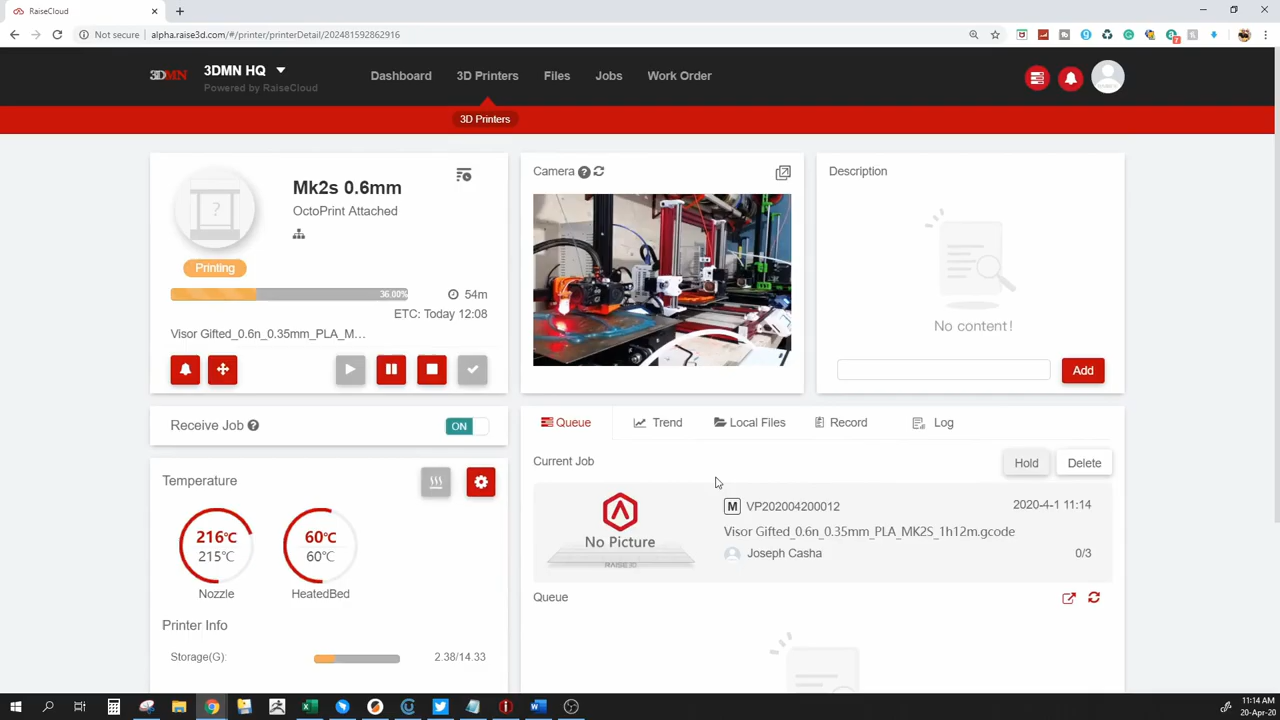 RaiseCloud
Not secure | alpha.raise3d.com/#/printer/printerDetail/202481592862916
3DMN
3DMN HQ
Powered by RaiseCloud
Dashboard
3D Printers
Files
Jobs
Work Order
3D Printers
Mk2s 0.6mm
OctoPrint Attached
?
Printing
36.00%
54m
ETC: Today 12:08
Visor Gifted_0.6n_0.35mm_PLA_M...
Camera
Description
No content!
Add
Receive Job
ON
Queue
Trend
Local Files
Record
Log
Current Job
Hold
Delete
No Picture
RAISE3D
M VP202004200012
2020-4-1 11:14
Visor Gifted_0.6n_0.35mm_PLA_MK2S_1h12m.gcode
Joseph Casha
0/3
Queue
Temperature
216℃
215℃
Nozzle
60℃
60℃
HeatedBed
Printer Info
Storage(G):
2.38/14.33
11:14 AM
20-Apr-20